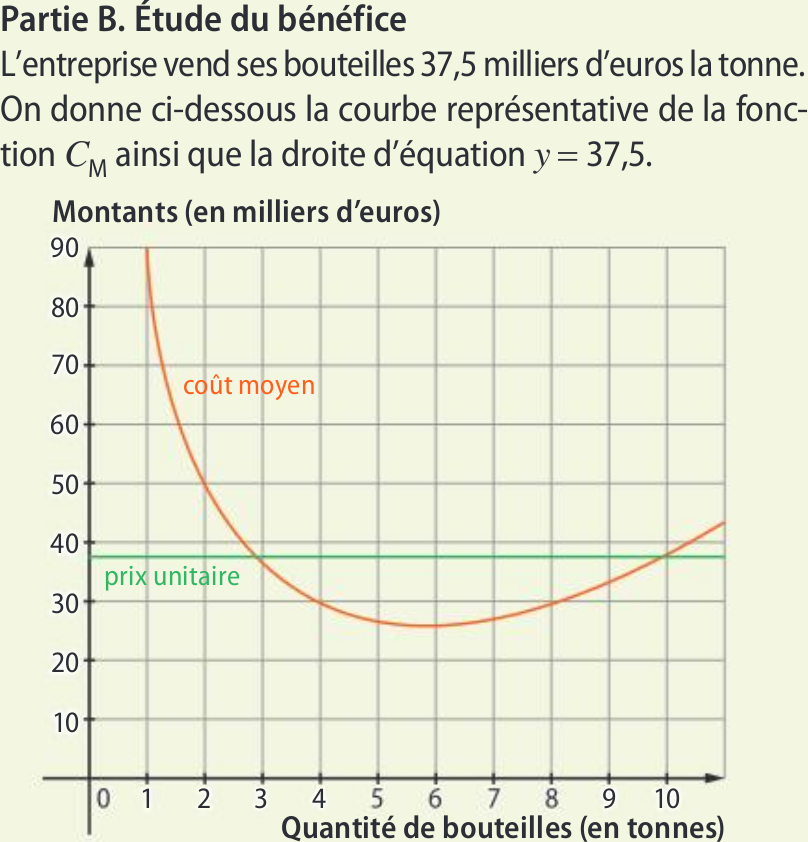 Partie B. Étude du bénéfice
L’entreprise vend ses bouteilles 37,5 milliers d’euros la tonne.
On donne ci-dessous la courbe représentative de la fonc-
tion CM ainsi que la droite d’équation y = 37,5.
Montants (en milliers d’euros)
90
80
70
coût moyen
60
50
40
prix unitaire
30
20
10
0 1 2 3 4 5 6 7 8 9 10
Quantité de bouteilles (en tonnes)